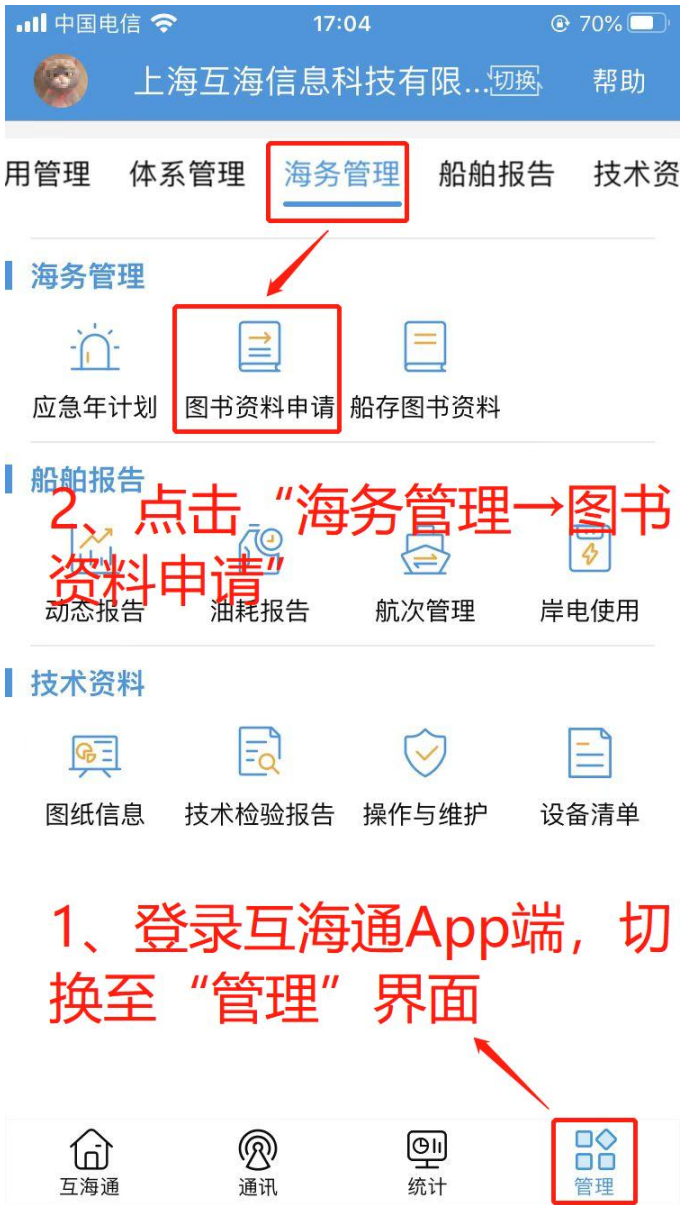 中国电信 17:04 70%
上海互海信息科技有限... 切换 帮助
用管理 体系管理 海务管理 船舶报告 技术资
海务管理
应急年计划 图书资料申请 船存图书资料
船舶报告
2、点击“海务管理→图书
资料申请”
动态报告 油耗报告 航次管理 岸电使用
技术资料
图纸信息 技术检验报告 操作与维护 设备清单
1、登录互海通App端，切
换至“管理”界面
互海通 通讯 统计 管理